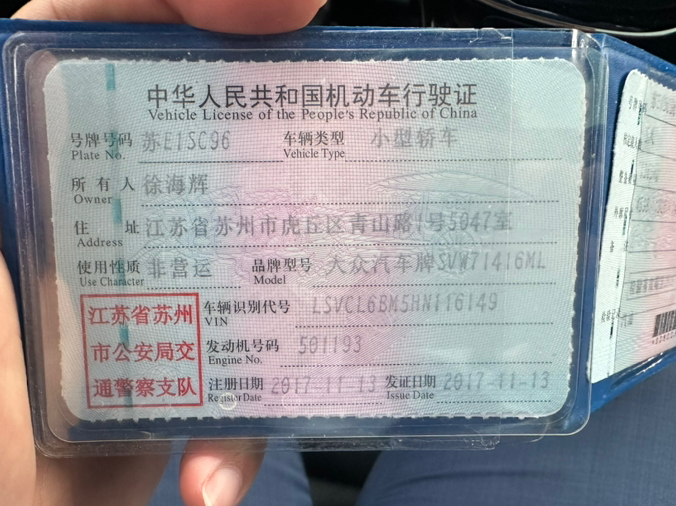 中华人民共和国机动车行驶证
Vehicle License of the People's Republic of China
号牌号码 苏E1SC96 车辆类型 小型轿车
Plate No. Vehicle Type
所有人 徐海辉
Owner
住址 江苏省苏州市虎丘区青山路1号5047室
Address
使用性质 非营运 品牌型号 大众汽车牌SVW71416ML
Use Character Model
江苏省苏州
市公安局交
通警察支队
车辆识别代号 LSVCL6BM5HN116149
VIN
发动机号码 501193
Engine No.
注册日期 2017-11-13 发证日期 2017-11-13
Register Date Issue Date